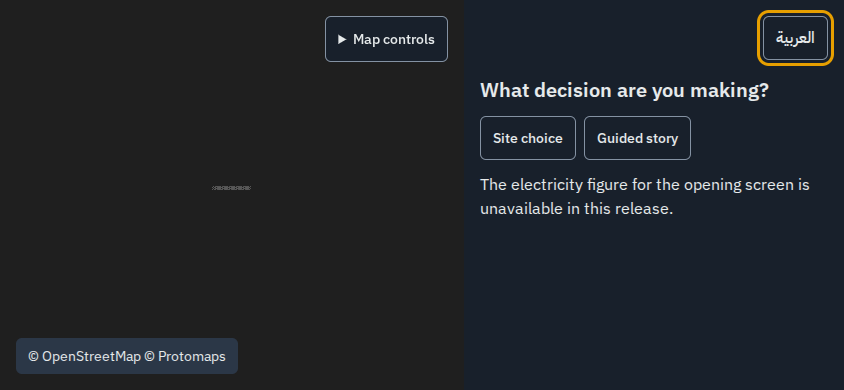 Map controls
© OpenStreetMap © Protomaps
العربية
What decision are you making?
Site choice
Guided story
The electricity figure for the opening screen is
unavailable in this release.